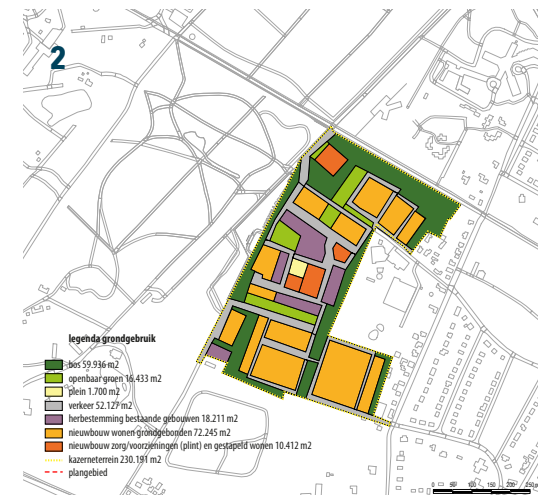 2
legenda grondgebruik
bos 59.936 m2
openbaar groen 16.433 m2
plein 1.700 m2
verkeer 52.127 m2
herbestemming bestaande gebouwen 18.211 m2
nieuwbouw wonen grondgebonden 72.245 m2
nieuwbouw zorg/voorzieningen (plint) en gestapeld wonen 10.412 m2
kazerneterrein 230.191 m2
plangebied
0 50 100 150 200 250